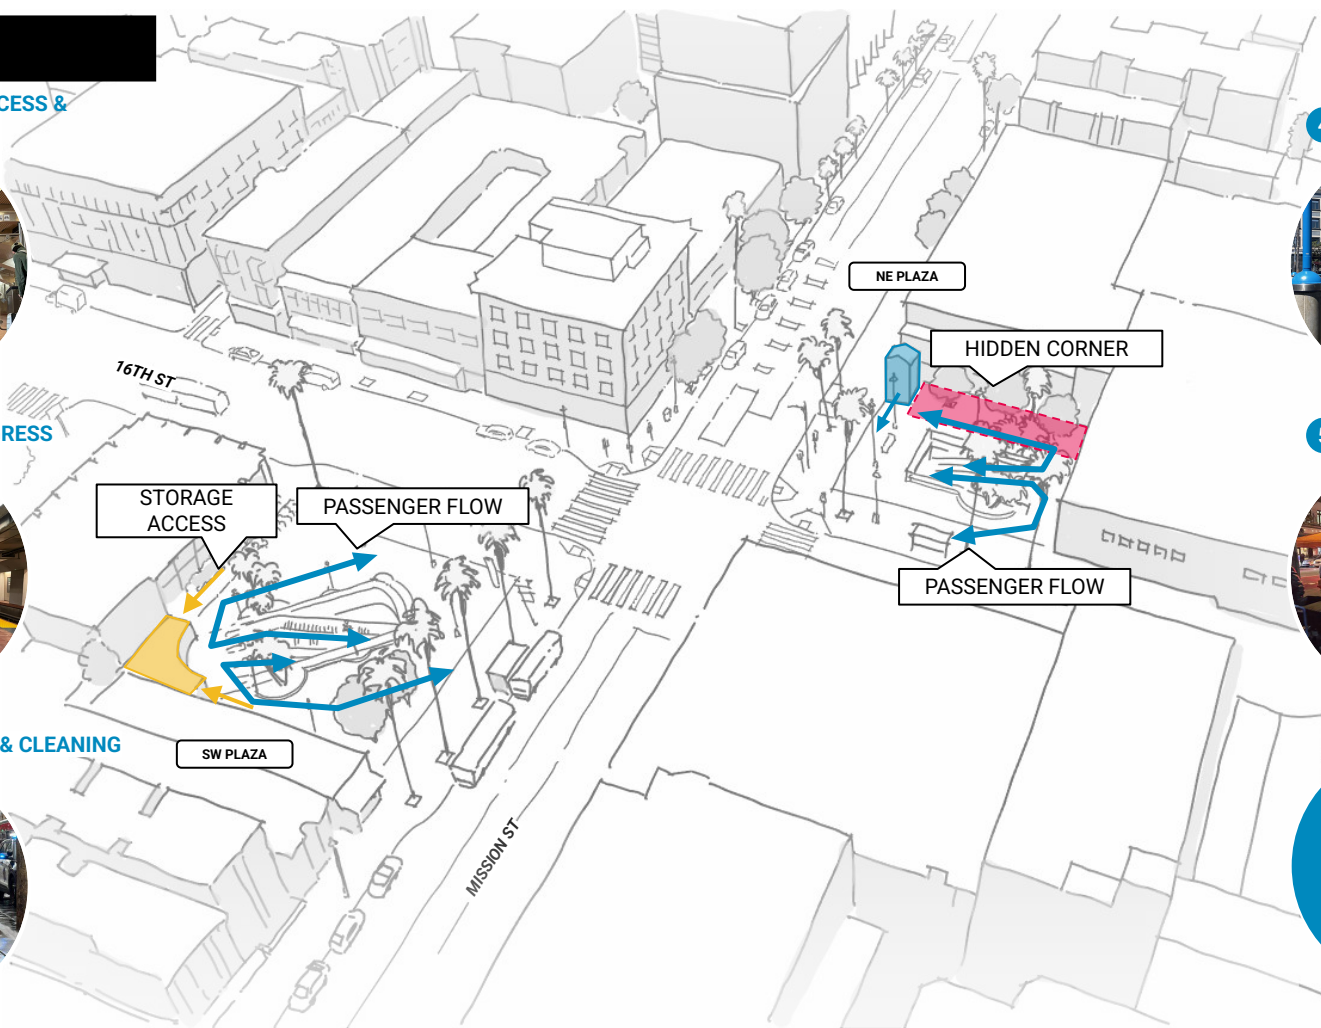 CESS &
NE PLAZA
HIDDEN CORNER
16TH ST
RESS
STORAGE
ACCESS
PASSENGER FLOW
PASSENGER FLOW
& CLEANING
SW PLAZA
MISSION ST